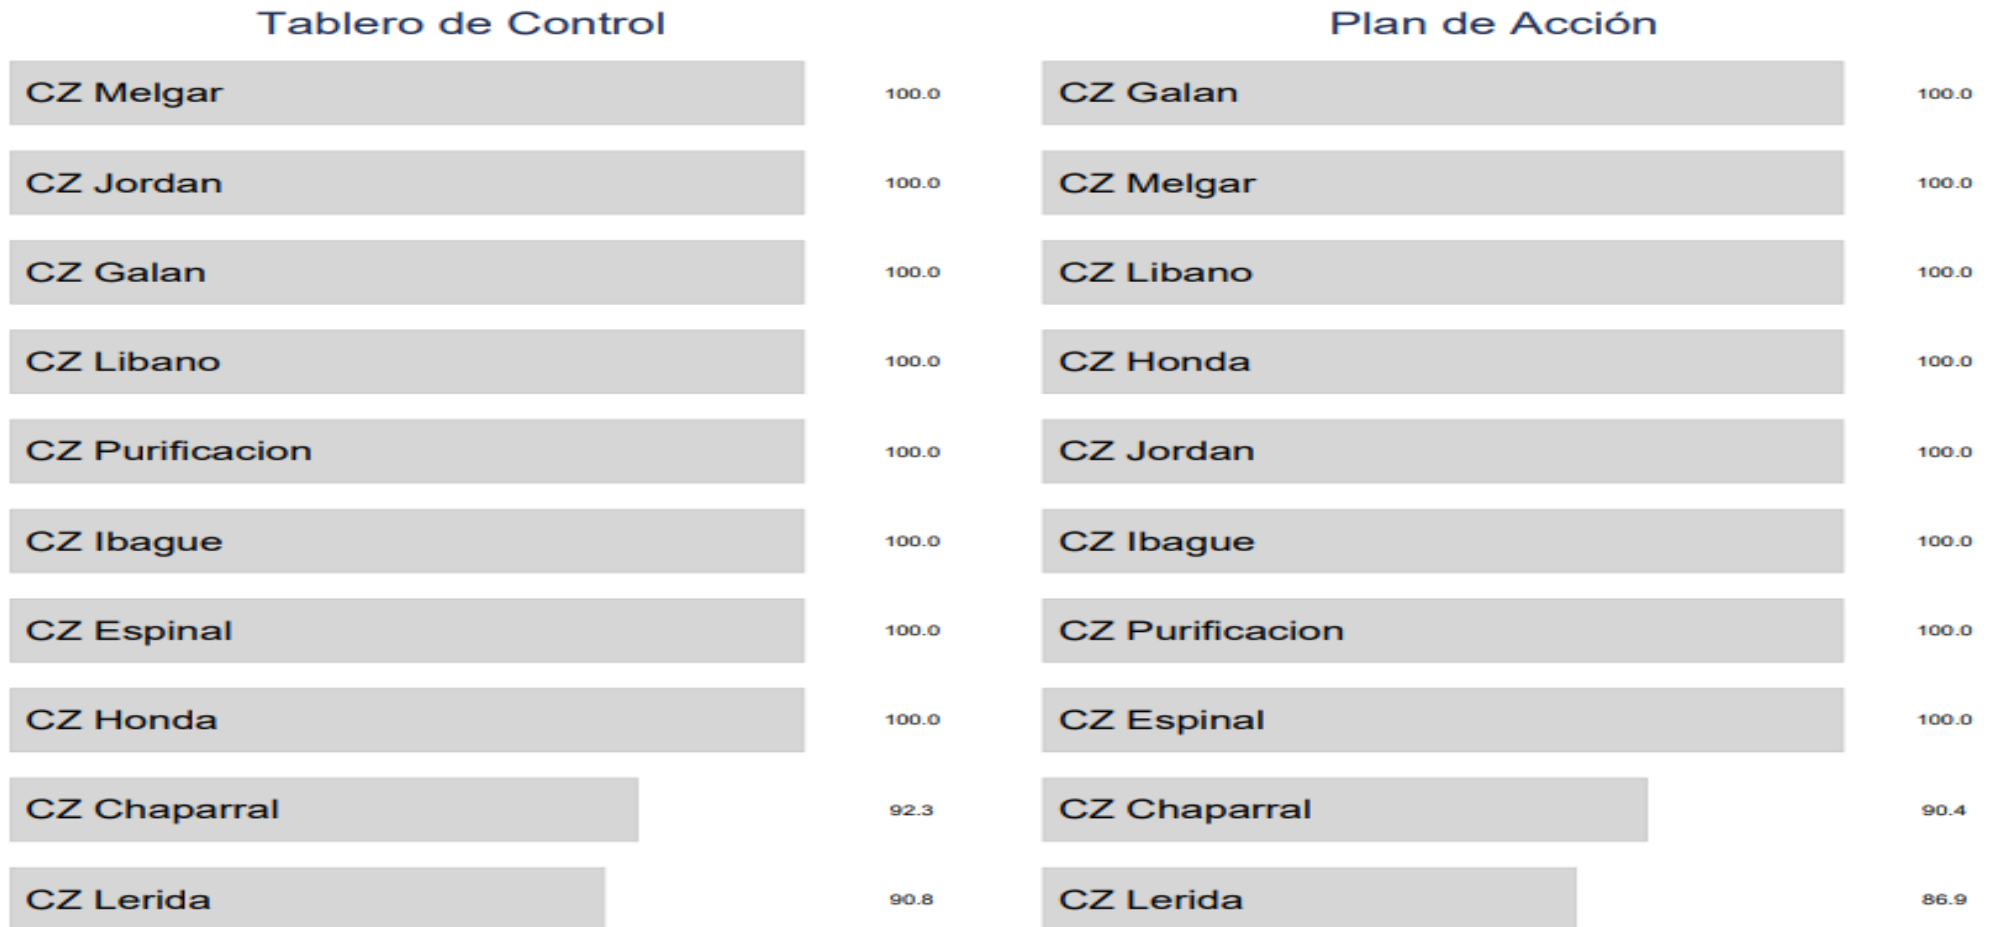 Tablero de Control
CZ Melgar 100.0
CZ Jordan 100.0
CZ Galan 100.0
CZ Libano 100.0
CZ Purificacion 100.0
CZ Ibague 100.0
CZ Espinal 100.0
CZ Honda 100.0
CZ Chaparral 92.3
CZ Lerida 90.8
Plan de Acción
CZ Galan 100.0
CZ Melgar 100.0
CZ Libano 100.0
CZ Honda 100.0
CZ Jordan 100.0
CZ Ibague 100.0
CZ Purificacion 100.0
CZ Espinal 100.0
CZ Chaparral 90.4
CZ Lerida 86.9